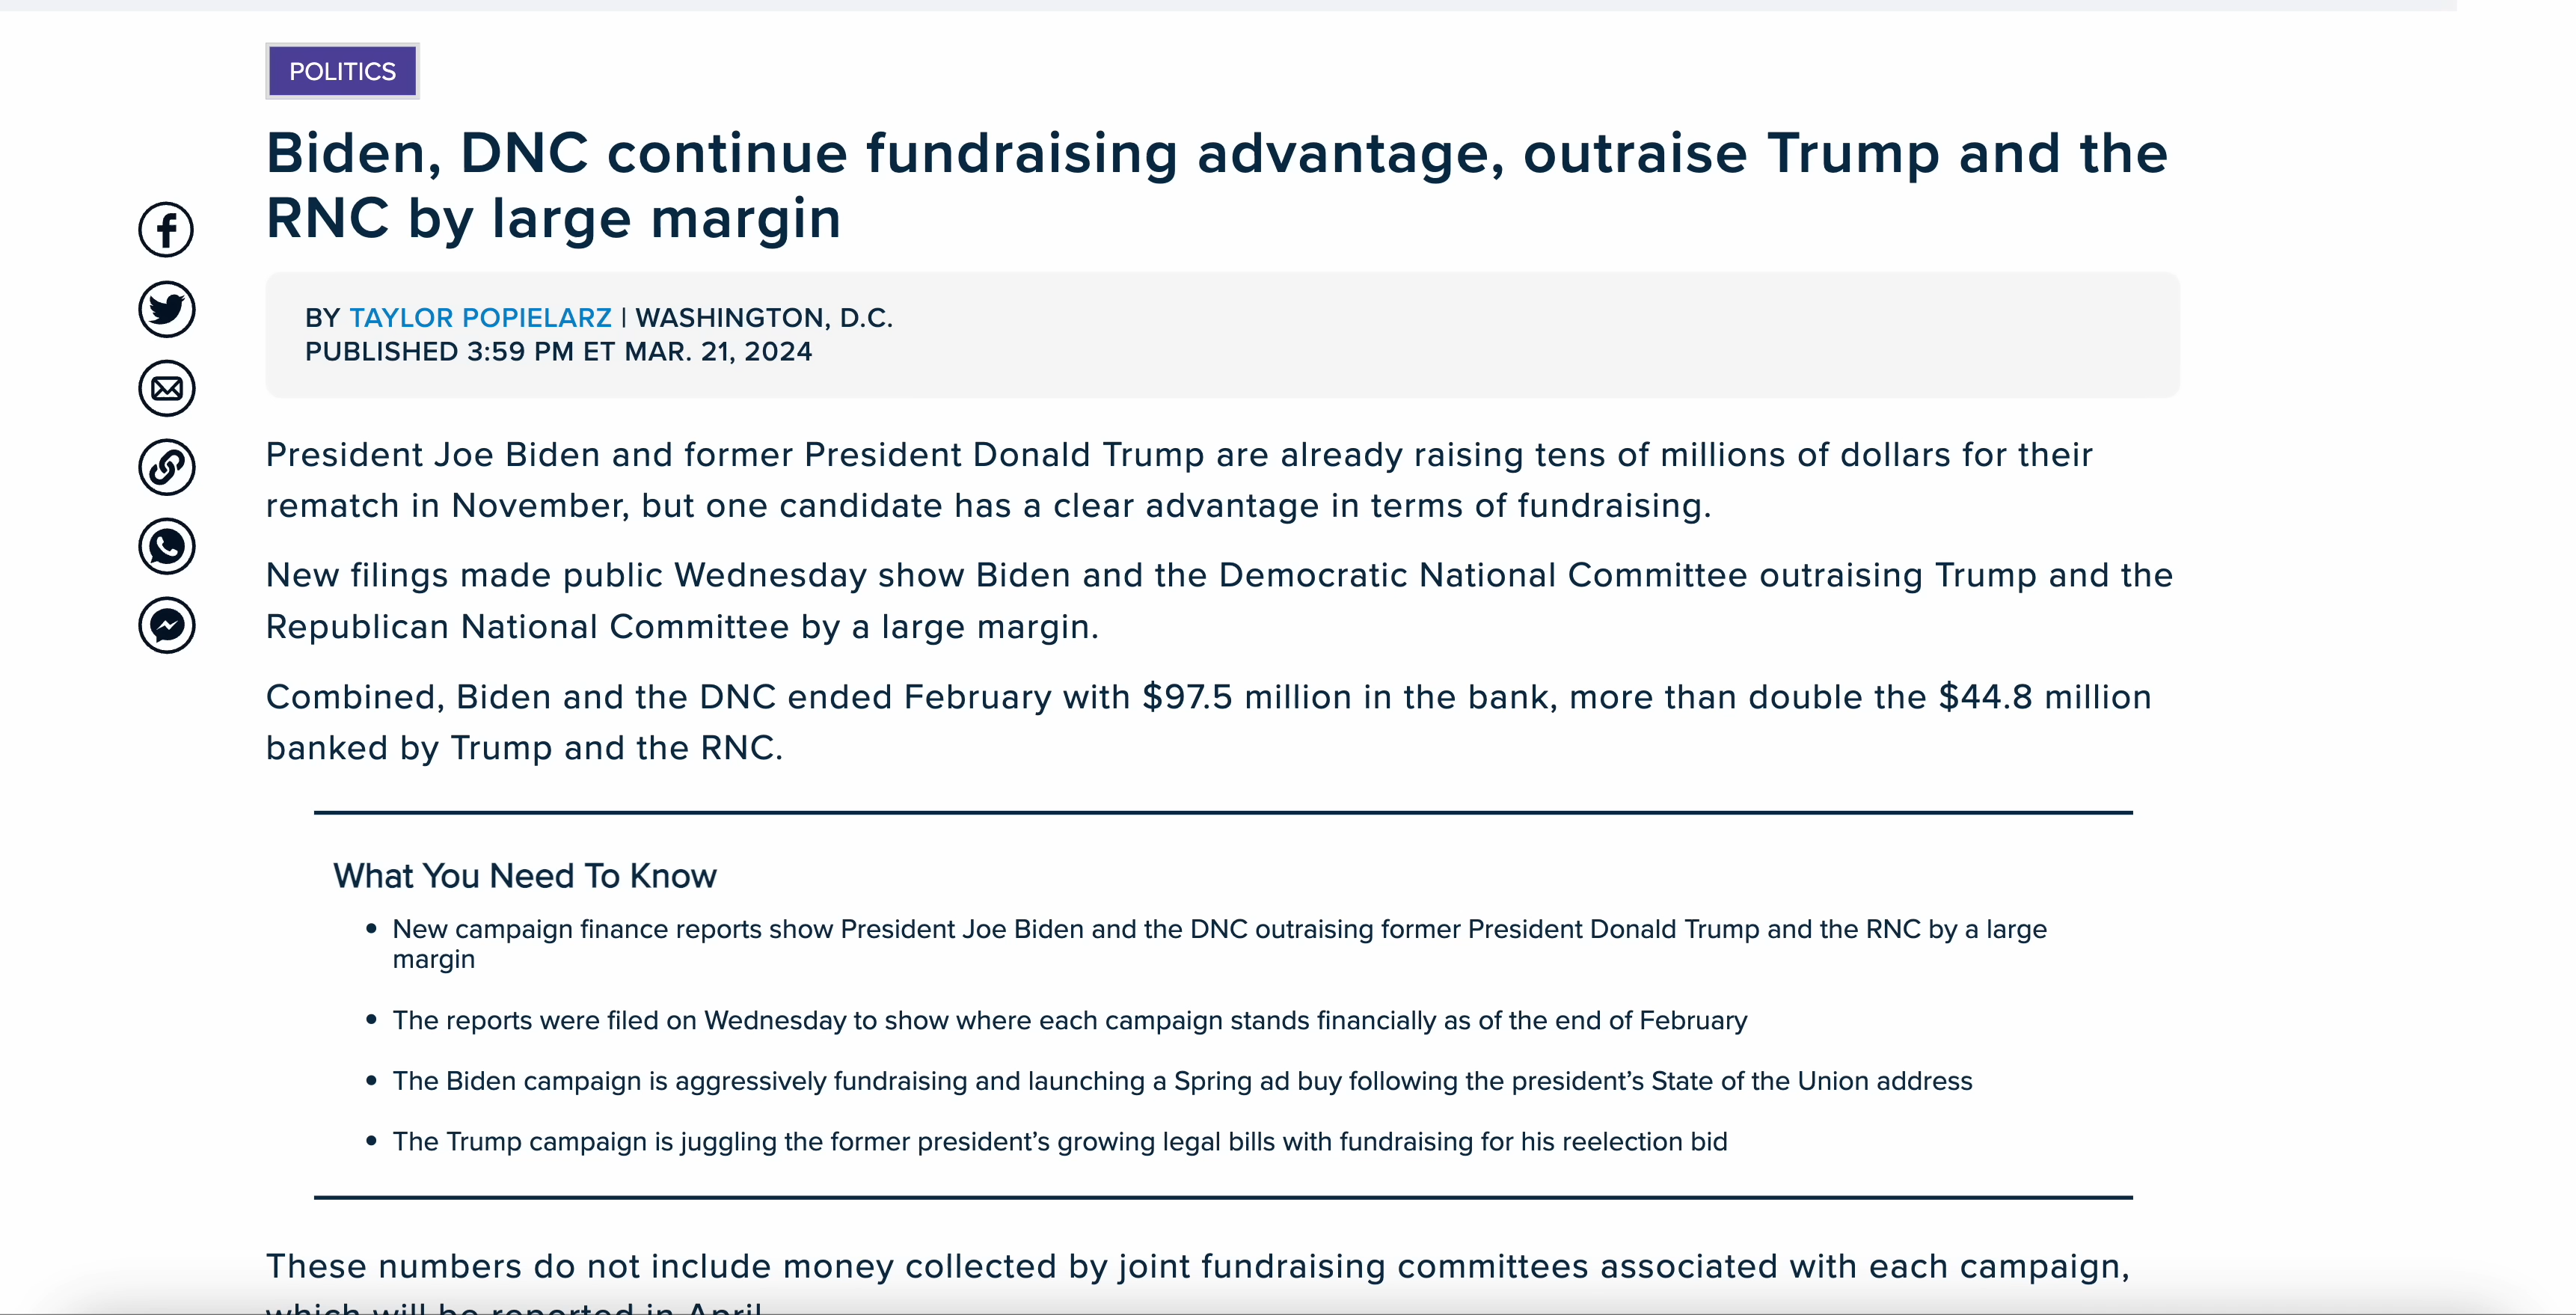 POLITICS
Biden, DNC continue fundraising advantage, outraise Trump and the
RNC by large margin
BY TAYLOR POPIELARZ | WASHINGTON, D.C.
PUBLISHED 3:59 PM ET MAR. 21, 2024
President Joe Biden and former President Donald Trump are already raising tens of millions of dollars for their
rematch in November, but one candidate has a clear advantage in terms of fundraising.
New filings made public Wednesday show Biden and the Democratic National Committee outraising Trump and the
Republican National Committee by a large margin.
Combined, Biden and the DNC ended February with $97.5 million in the bank, more than double the $44.8 million
banked by Trump and the RNC.
What You Need To Know
• New campaign finance reports show President Joe Biden and the DNC outraising former President Donald Trump and the RNC by a large
margin
• The reports were filed on Wednesday to show where each campaign stands financially as of the end of February
• The Biden campaign is aggressively fundraising and launching a Spring ad buy following the president’s State of the Union address
• The Trump campaign is juggling the former president’s growing legal bills with fundraising for his reelection bid
These numbers do not include money collected by joint fundraising committees associated with each campaign,
which will be reported in April